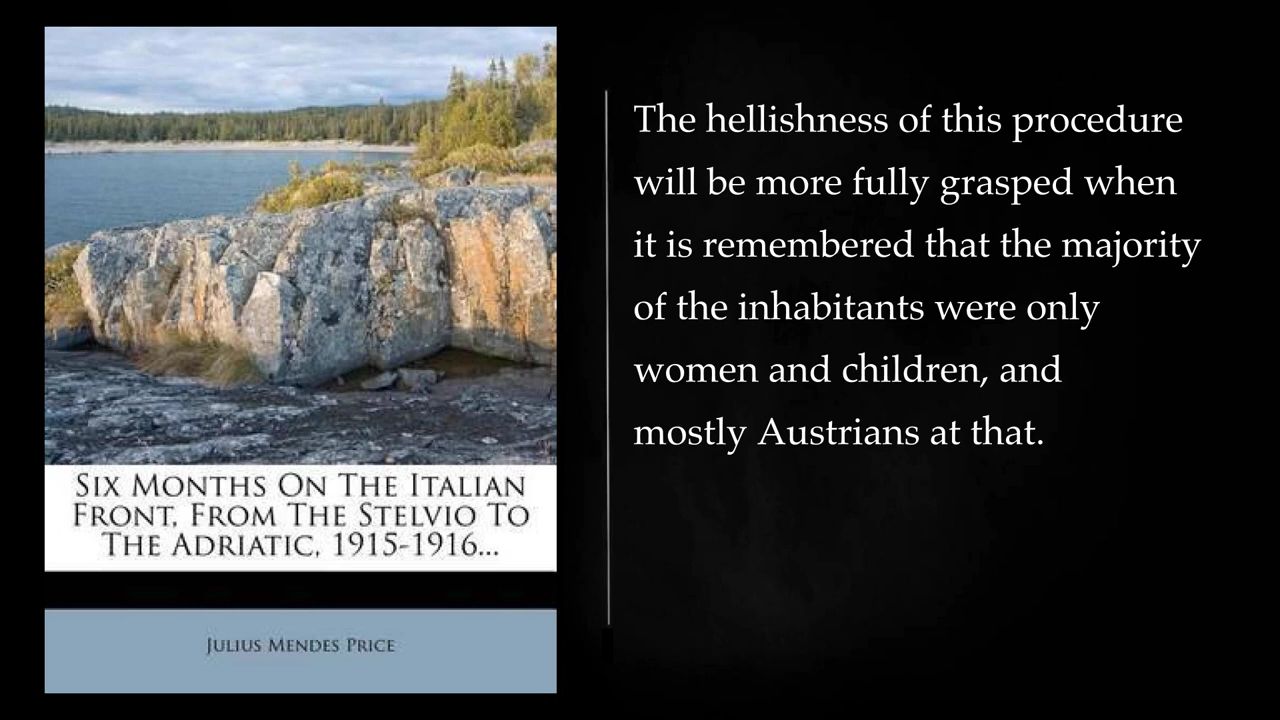 Six Months On The Italian
Front, From The Stelvio To
The Adriatic, 1915-1916...
Julius Mendes Price
The hellishness of this procedure
will be more fully grasped when
it is remembered that the majority
of the inhabitants were only
women and children, and
mostly Austrians at that.